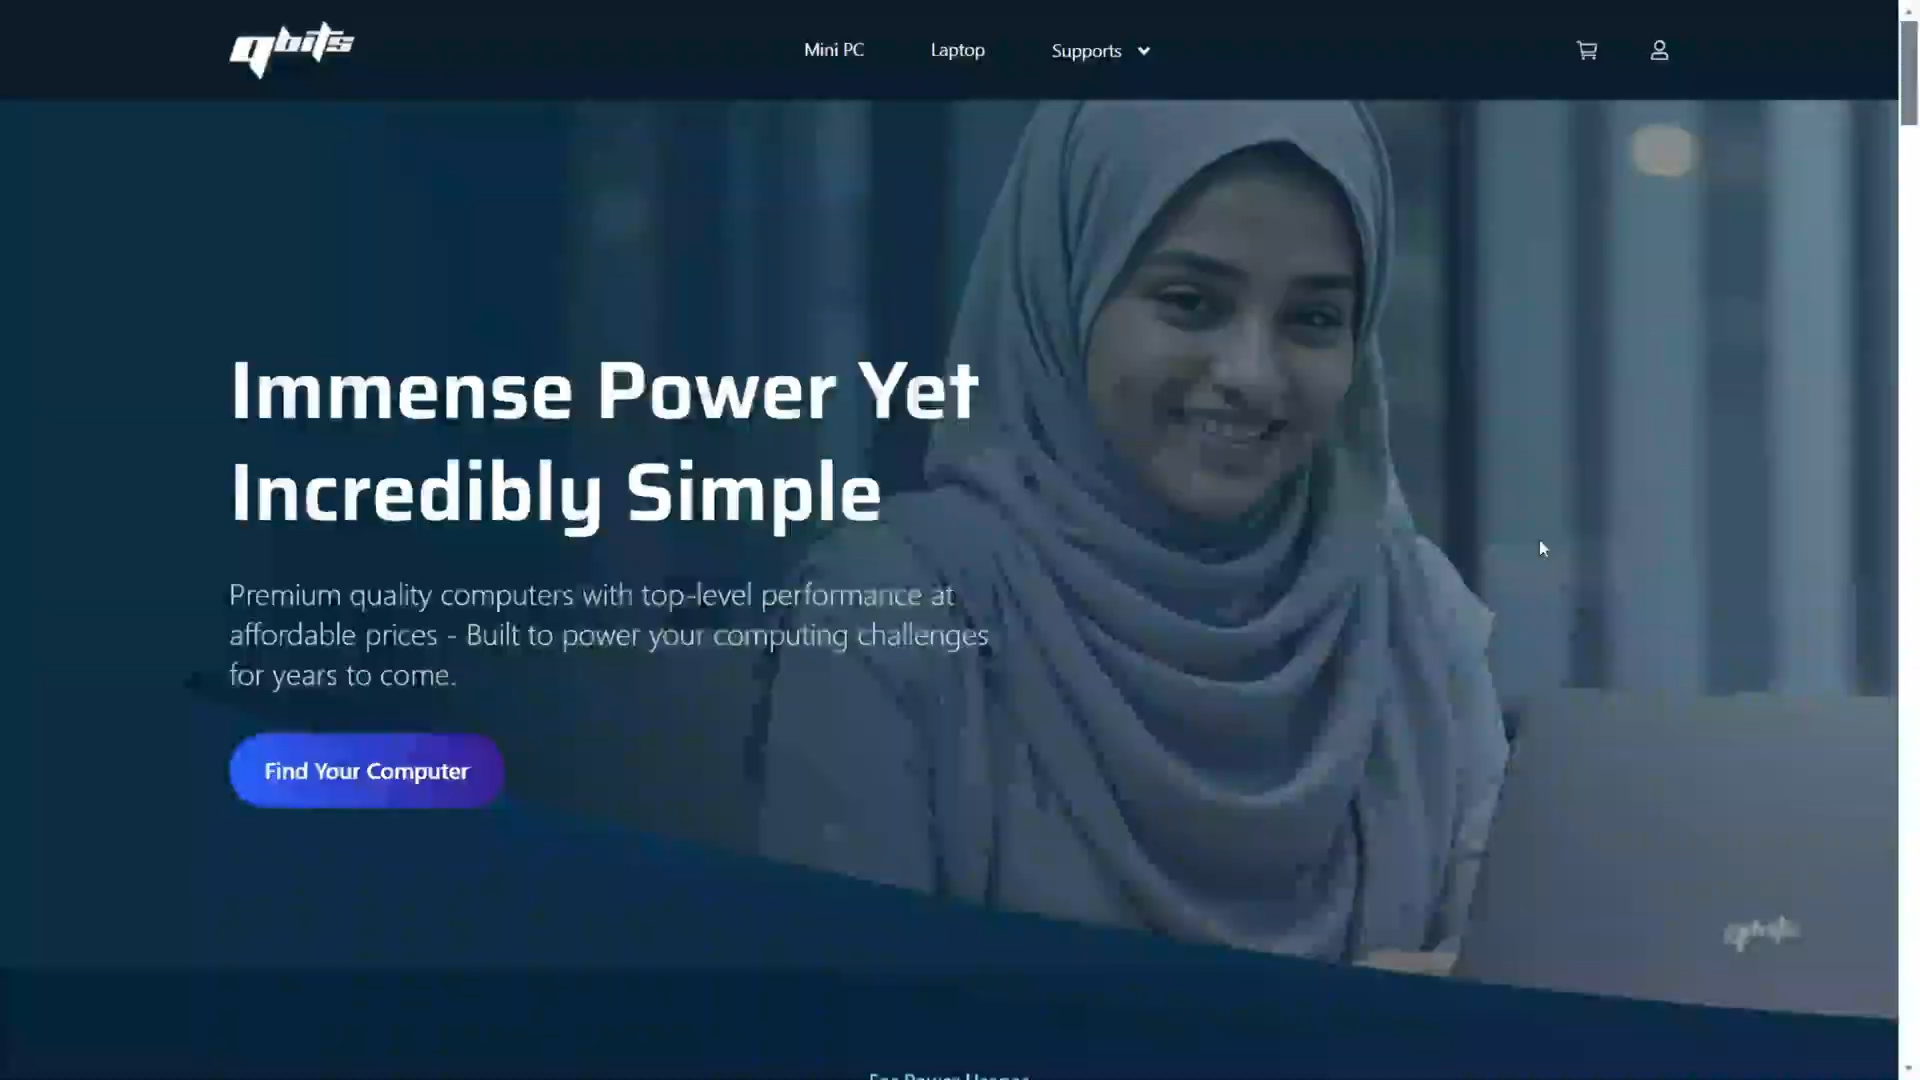 qbits
Mini PC
Laptop
Supports
Immense Power Yet
Incredibly Simple
Premium quality computers with top-level performance at
affordable prices - Built to power your computing challenges
for years to come.
Find Your Computer
qbits